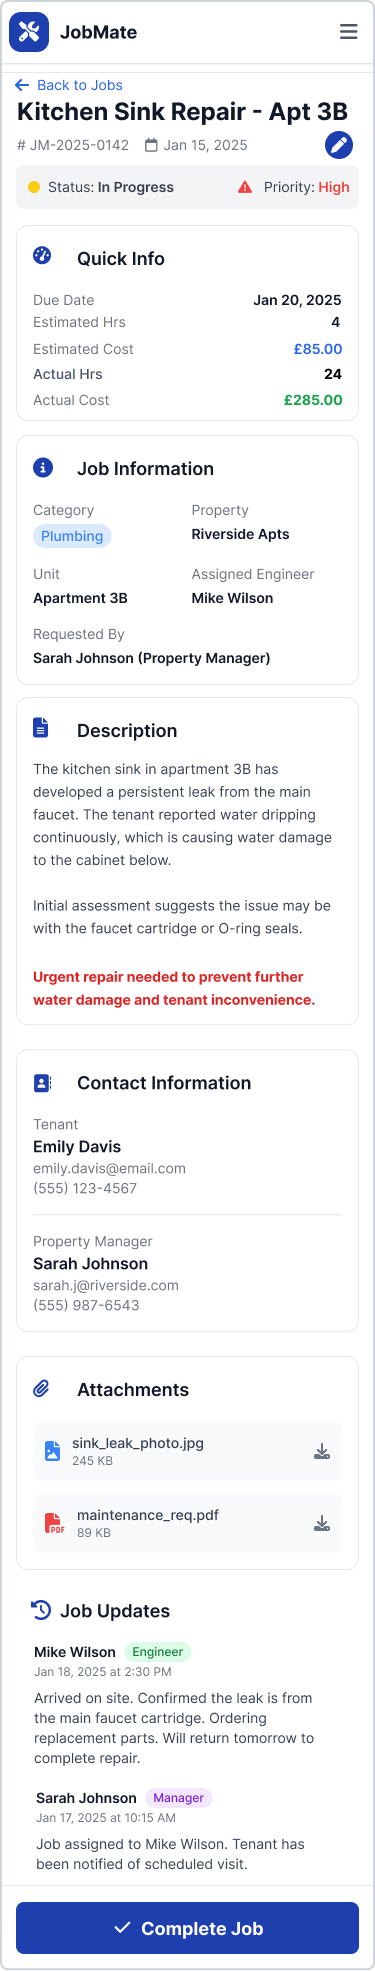 JobMate
Back to Jobs
Kitchen Sink Repair - Apt 3B
# JM-2025-0142 Jan 15, 2025
Status: In Progress Priority: High
Quick Info
Due Date Jan 20, 2025
Estimated Hrs 4
Estimated Cost £85.00
Actual Hrs 24
Actual Cost £285.00
Job Information
Category Property
Plumbing Riverside Apts
Unit Assigned Engineer
Apartment 3B Mike Wilson
Requested By
Sarah Johnson (Property Manager)
Description
The kitchen sink in apartment 3B has
developed a persistent leak from the main
faucet. The tenant reported water dripping
continuously, which is causing water damage
to the cabinet below.
Initial assessment suggests the issue may be
with the faucet cartridge or O-ring seals.
Urgent repair needed to prevent further
water damage and tenant inconvenience.
Contact Information
Tenant
Emily Davis
emily.davis@email.com
(555) 123-4567
Property Manager
Sarah Johnson
sarah.j@riverside.com
(555) 987-6543
Attachments
sink_leak_photo.jpg
245 KB
PDF maintenance_req.pdf
89 KB
Job Updates
Mike Wilson Engineer
Jan 18, 2025 at 2:30 PM
Arrived on site. Confirmed the leak is from
the main faucet cartridge. Ordering
replacement parts. Will return tomorrow to
complete repair.
Sarah Johnson Manager
Jan 17, 2025 at 10:15 AM
Job assigned to Mike Wilson. Tenant has
been notified of scheduled visit.
Complete Job